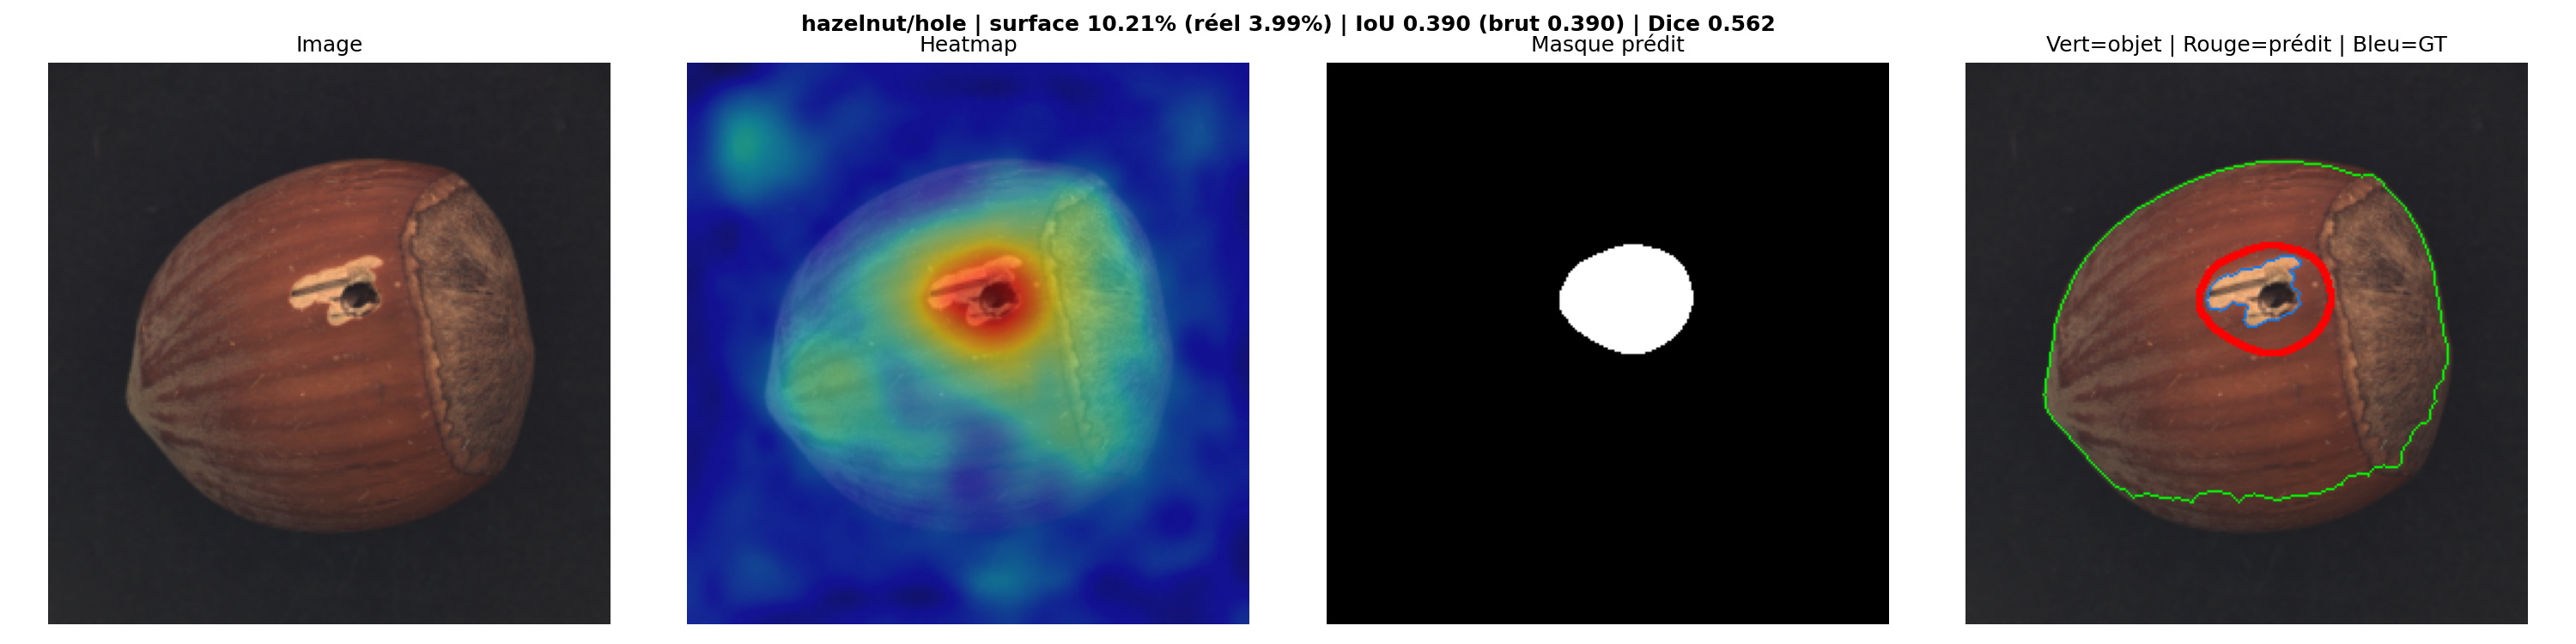 hazelnut/hole | surface 10.21% (réel 3.99%) | IoU 0.390 (brut 0.390) | Dice 0.562
Image
Heatmap
Masque prédit
Vert=objet | Rouge=prédit | Bleu=GT